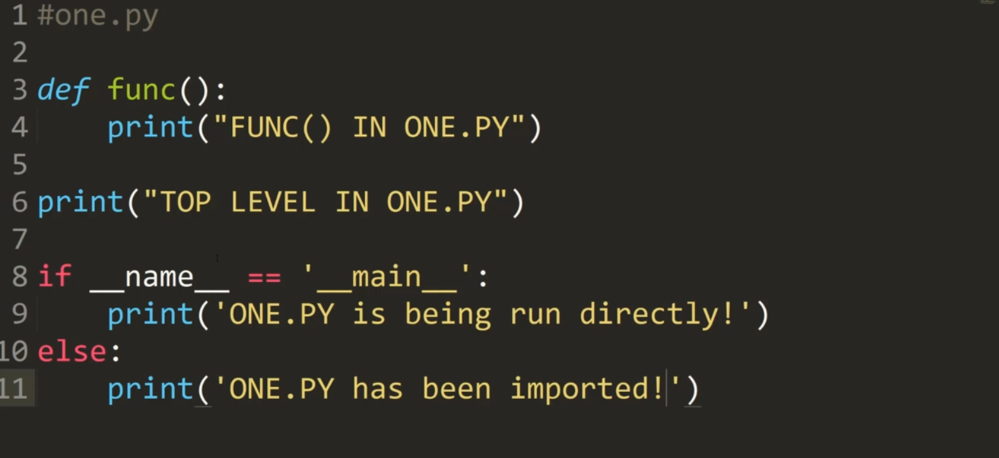 1 #one.py
2
3 def func():
4     print("FUNC() IN ONE.PY")
5
6 print("TOP LEVEL IN ONE.PY")
7
8 if __name__ == '__main__':
9     print('ONE.PY is being run directly!')
10 else:
11     print('ONE.PY has been imported!')